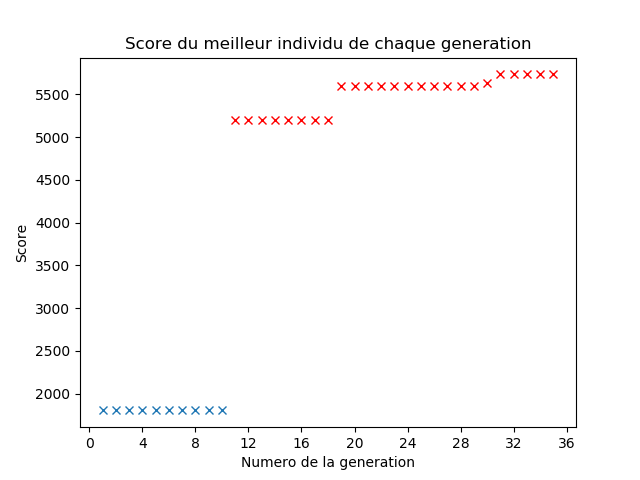 Score du meilleur individu de chaque generation
5500
5000
4500
4000
3500
3000
2500
2000
Score
0 4 8 12 16 20 24 28 32 36
Numero de la generation